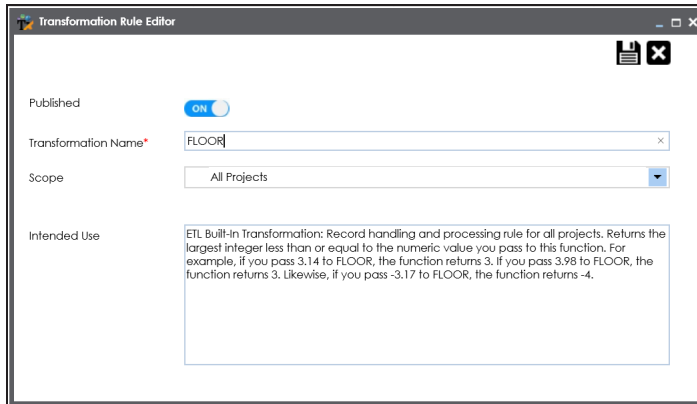 Transformation Rule Editor
Published
ON
Transformation Name*
FLOOR
Scope
All Projects
Intended Use
ETL Built-In Transformation: Record handling and processing rule for all projects. Returns the
largest integer less than or equal to the numeric value you pass to this function. For
example, if you pass 3.14 to FLOOR, the function returns 3. If you pass 3.98 to FLOOR, the
function returns 3. Likewise, if you pass -3.17 to FLOOR, the function returns -4.